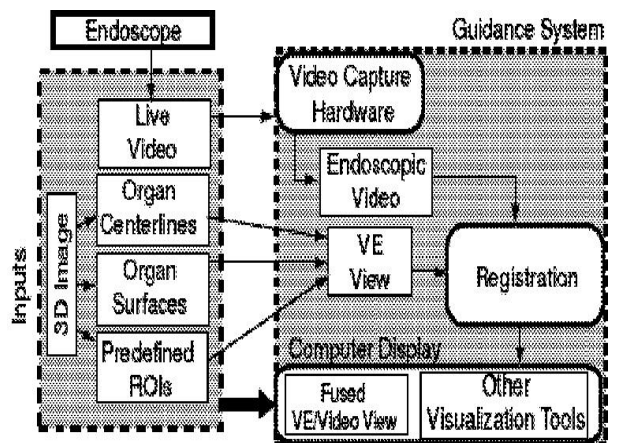 Endoscope
Guidance System
Live
Video
Video Capture
Hardware
Endoscopic
Video
Inputs
3D Image
Organ
Centerlines
Organ
Surfaces
Predefined
ROIs
VE
View
Registration
Computer Display
Fused
VE/Video View
Other
Visualization Tools